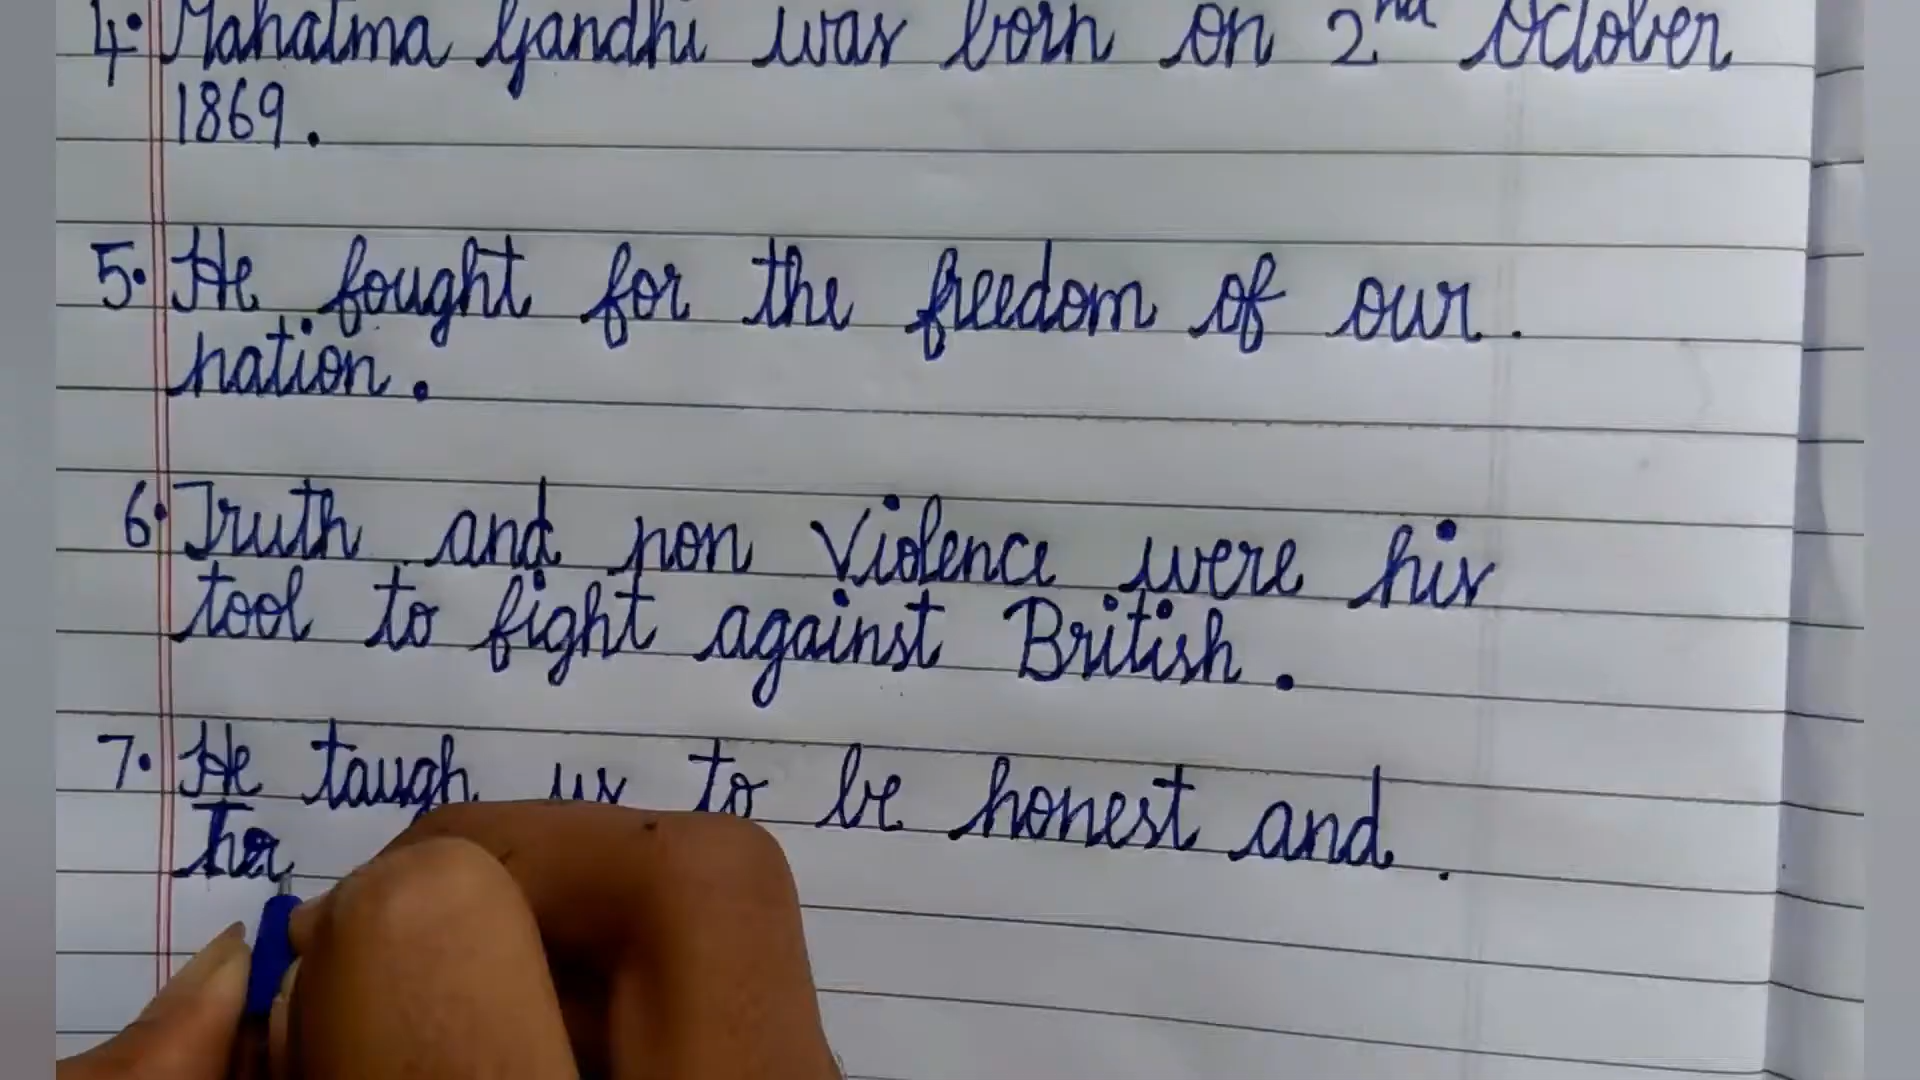 4. Mahatma Gandhi was born on 2nd October
1869.
5. He fought for the freedom of our.
nation.
6. Truth and non violence were his
tool to fight against British.
7. He taugh us to be honest and.